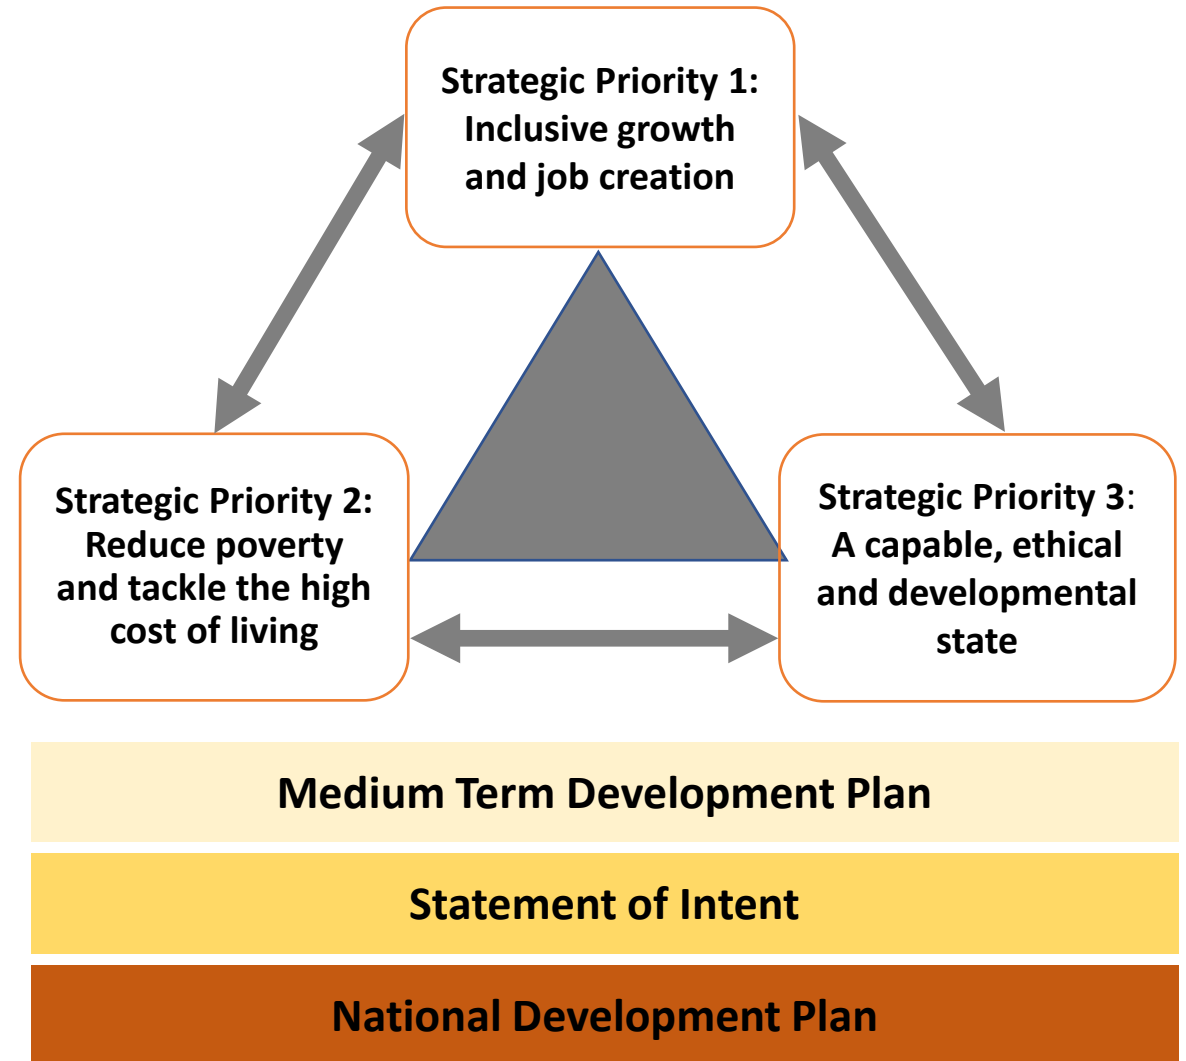 Strategic Priority 1:
Inclusive growth
and job creation
Strategic Priority 2:
Reduce poverty
and tackle the high
cost of living
Strategic Priority 3:
A capable, ethical
and developmental
state
Medium Term Development Plan
Statement of Intent
National Development Plan